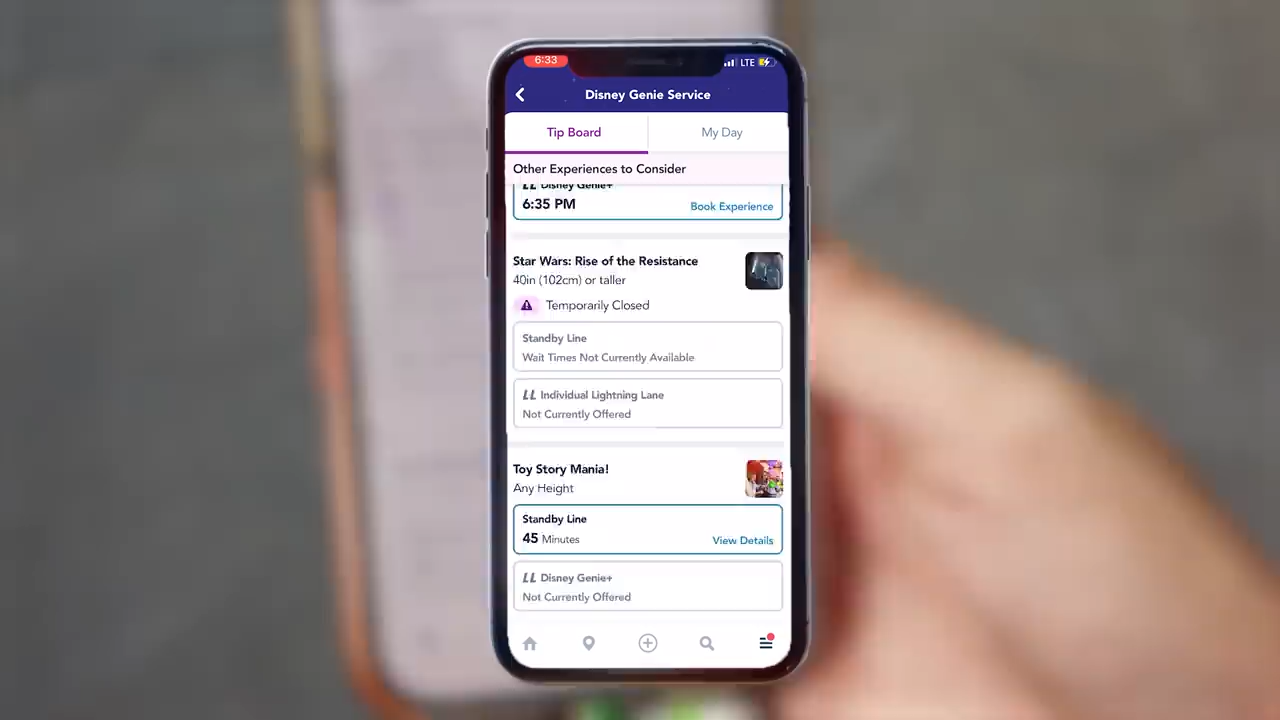 6:33
LTE
Disney Genie Service
Tip Board
My Day
Other Experiences to Consider
LL Disney Genie+
6:35 PM
Book Experience
Star Wars: Rise of the Resistance
40in (102cm) or taller
Temporarily Closed
Standby Line
Wait Times Not Currently Available
LL Individual Lightning Lane
Not Currently Offered
Toy Story Mania!
Any Height
Standby Line
45 Minutes
View Details
LL Disney Genie+
Not Currently Offered